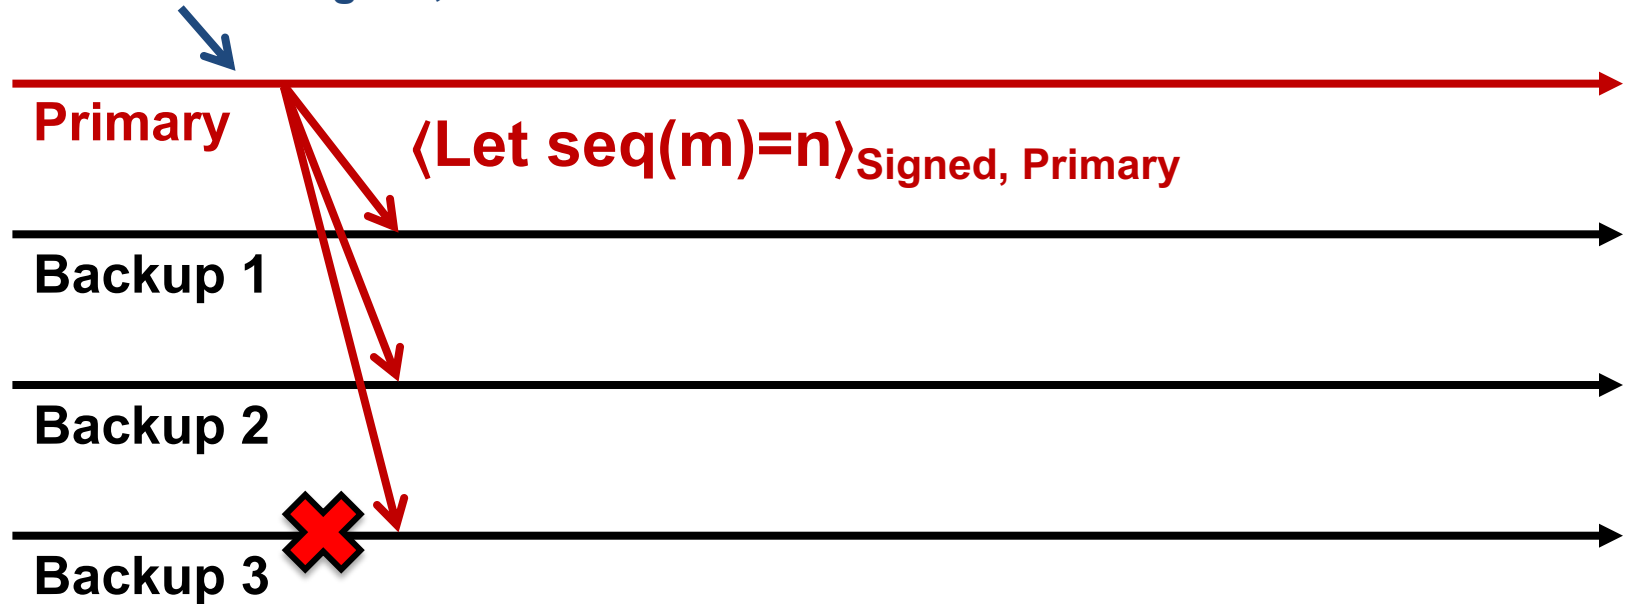 Primary
⟨Let seq(m)=n⟩Signed, Primary
Backup 1
Backup 2
Backup 3